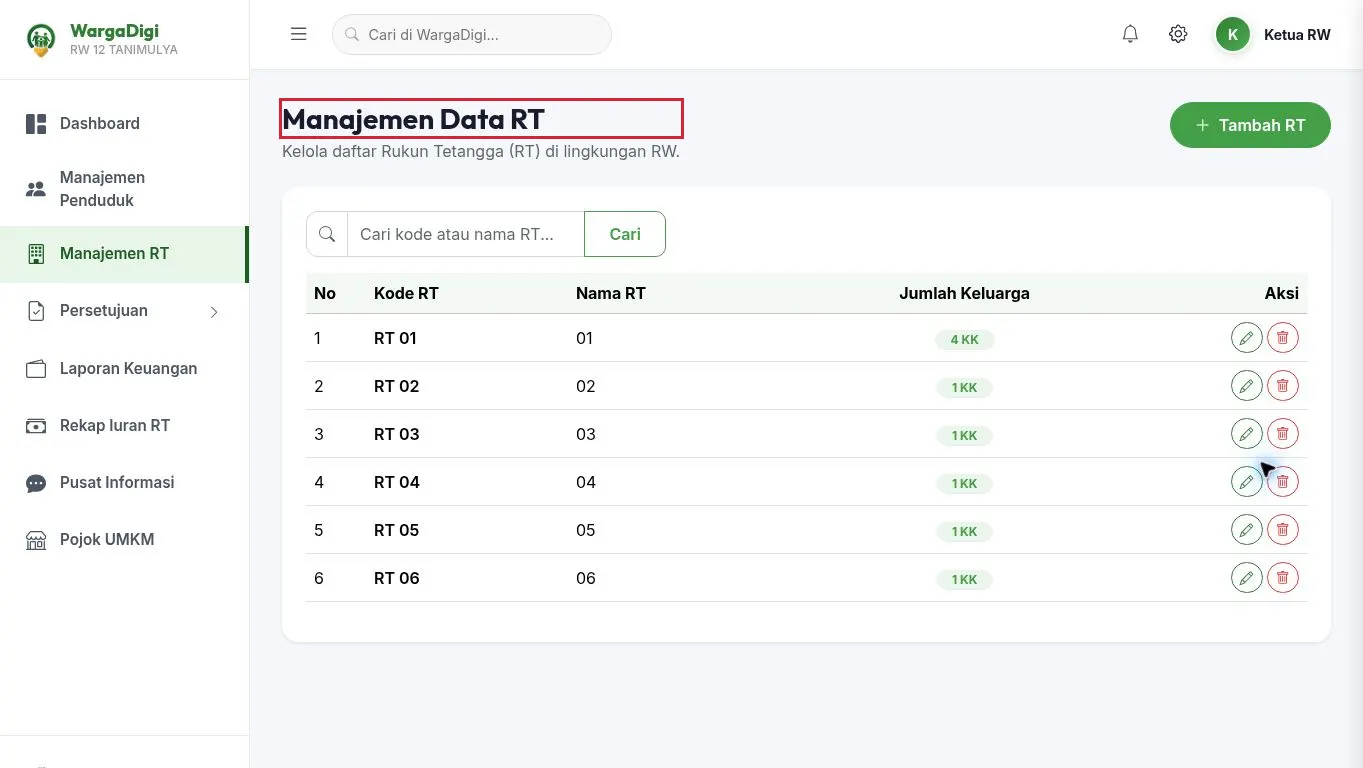 WargaDigi
RW 12 TANIMULYA
Cari di WargaDigi...
K
Ketua RW
Dashboard
Manajemen
Penduduk
Manajemen RT
Persetujuan
Laporan Keuangan
Rekap Iuran RT
Pusat Informasi
Pojok UMKM
Manajemen Data RT
Kelola daftar Rukun Tetangga (RT) di lingkungan RW.
+ Tambah RT
Cari kode atau nama RT...
Cari
No Kode RT Nama RT Jumlah Keluarga Aksi
1 RT 01 01 4 KK
2 RT 02 02 1 KK
3 RT 03 03 1 KK
4 RT 04 04 1 KK
5 RT 05 05 1 KK
6 RT 06 06 1 KK